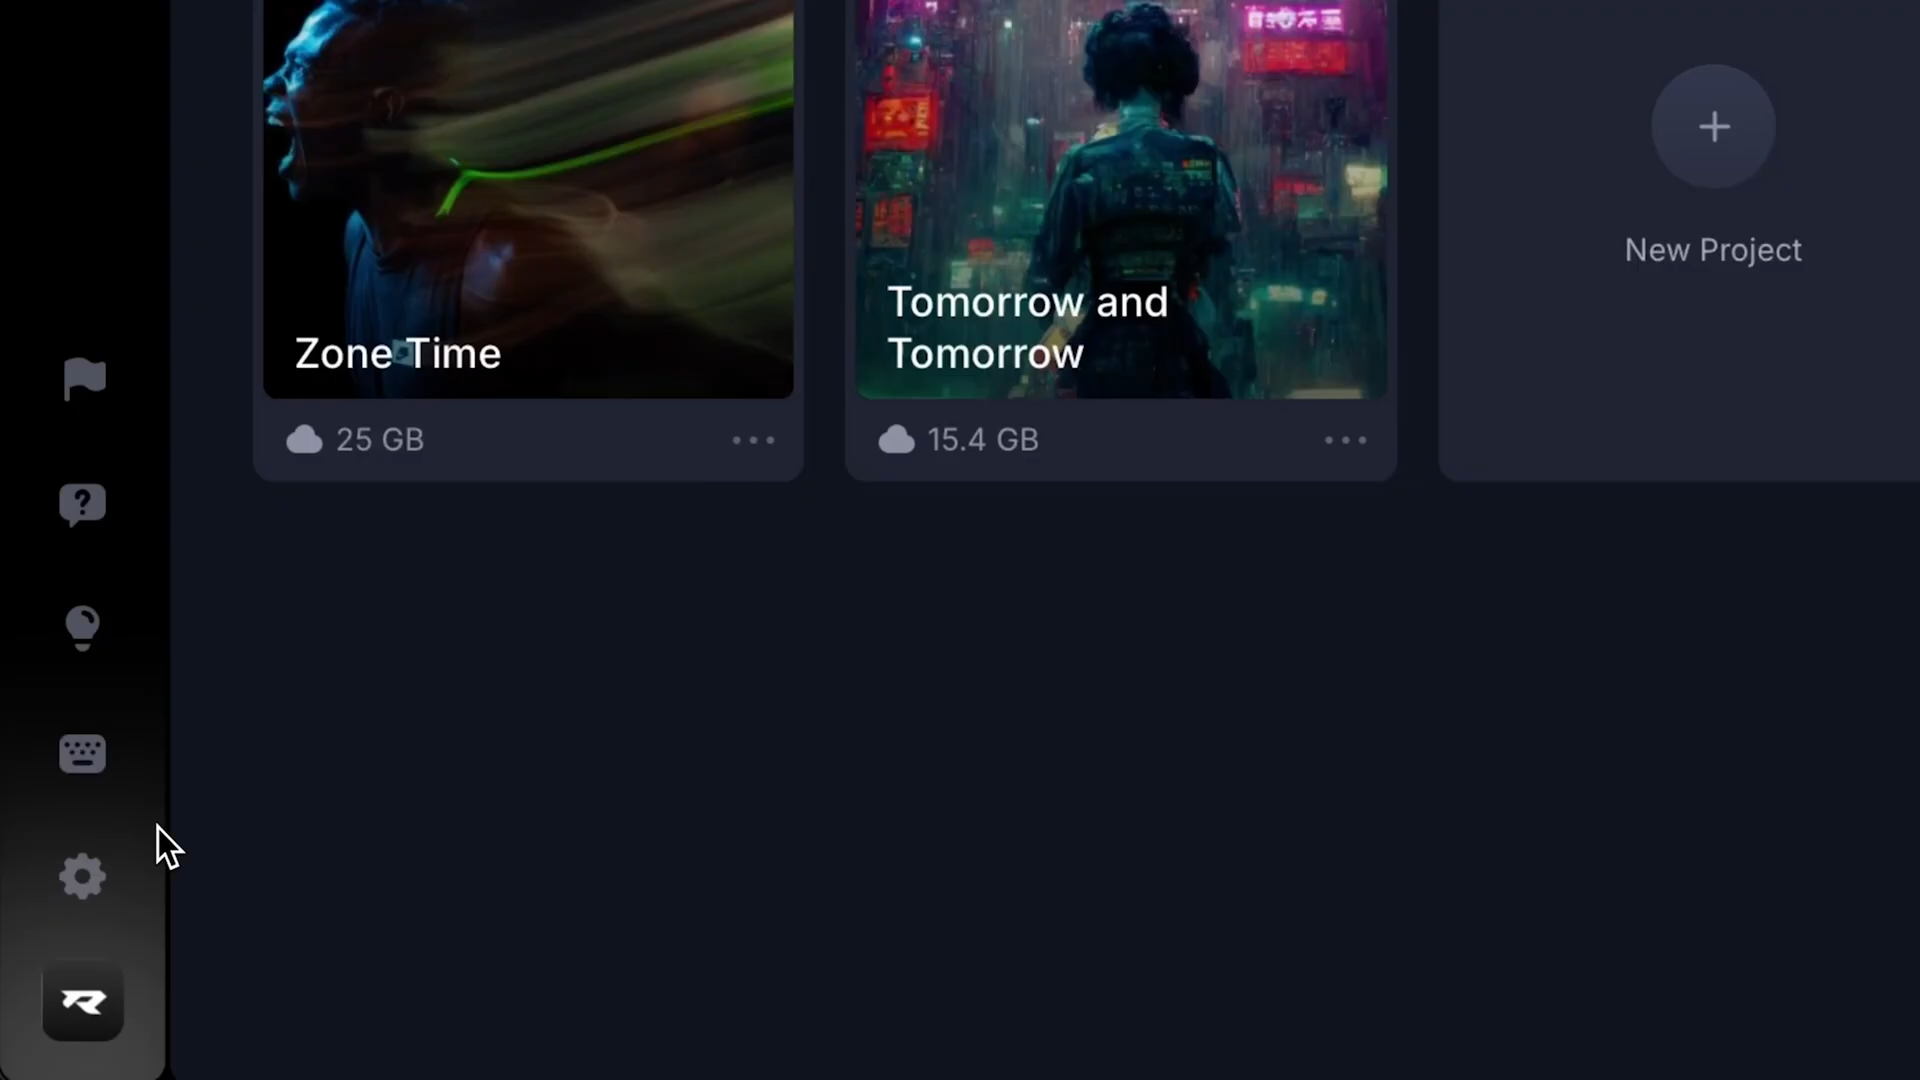 Zone Time
Tomorrow and
Tomorrow
New Project
25 GB
15.4 GB